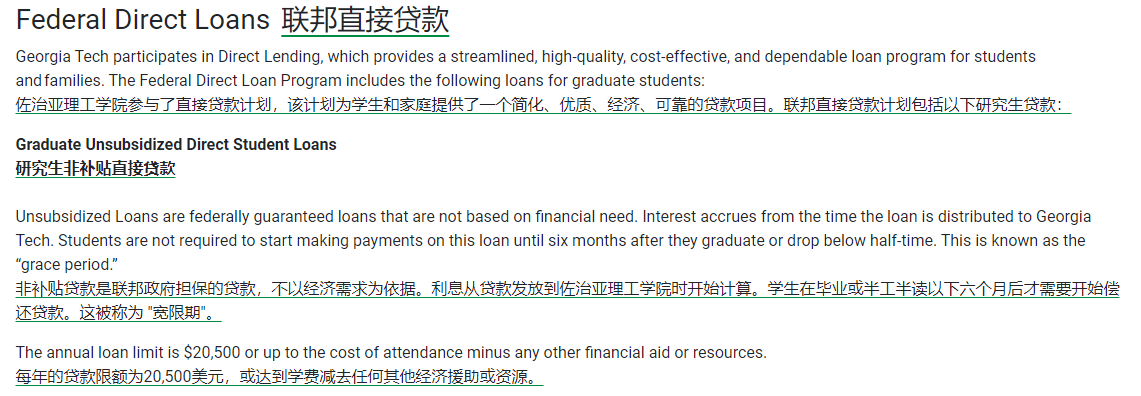 Federal Direct Loans 联邦直接贷款
Georgia Tech participates in Direct Lending, which provides a streamlined, high-quality, cost-effective, and dependable loan program for students
and families. The Federal Direct Loan Program includes the following loans for graduate students:
佐治亚理工学院参与了直接贷款计划，该计划为学生和家庭提供了一个简化、优质、经济、可靠的贷款项目。联邦直接贷款计划包括以下研究生贷款：
Graduate Unsubsidized Direct Student Loans
研究生非补贴直接贷款
Unsubsidized Loans are federally guaranteed loans that are not based on financial need. Interest accrues from the time the loan is distributed to Georgia
Tech. Students are not required to start making payments on this loan until six months after they graduate or drop below half-time. This is known as the
“grace period.”
非补贴贷款是联邦政府担保的贷款，不以经济需求为依据。利息从贷款发放到佐治亚理工学院时开始计算。学生在毕业或半工半读以下六个月后才需要开始偿
还贷款。这被称为 "宽限期"。
The annual loan limit is $20,500 or up to the cost of attendance minus any other financial aid or resources.
每年的贷款限额为20,500美元，或达到学费减去任何其他经济援助或资源。